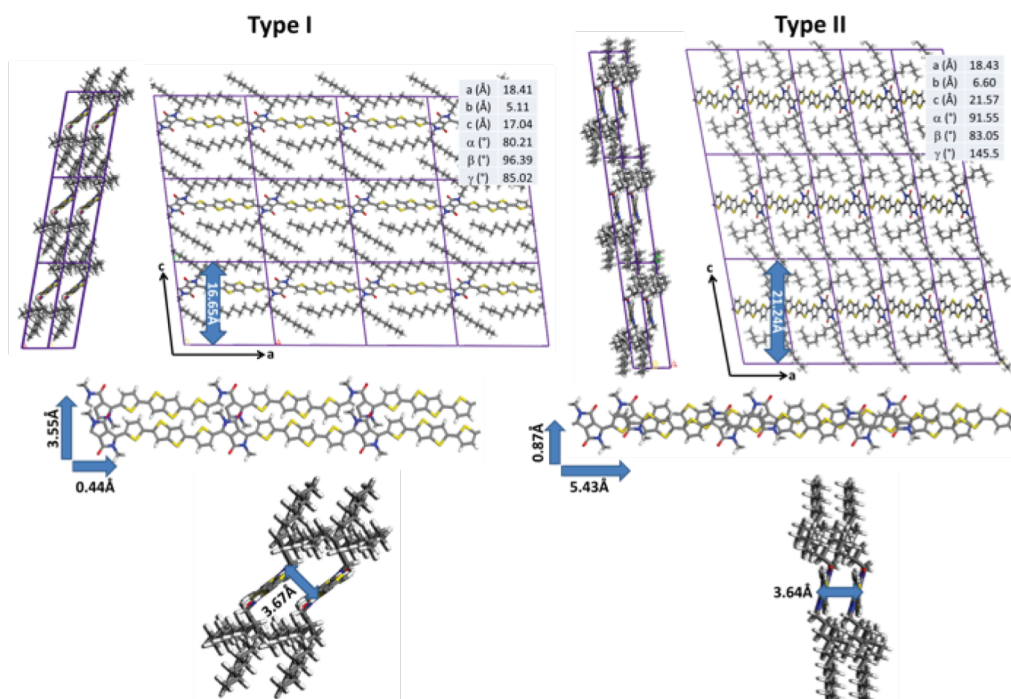 Type I
a (Å) 18.41
b (Å) 5.11
c (Å) 17.04
α (°) 80.21
β (°) 96.39
γ (°) 85.02
c
16.65Å
a
3.55Å
0.44Å
3.67Å
Type II
a (Å) 18.43
b (Å) 6.60
c (Å) 21.57
α (°) 91.55
β (°) 83.05
γ (°) 145.5
c
21.24Å
a
0.87Å
5.43Å
3.64Å